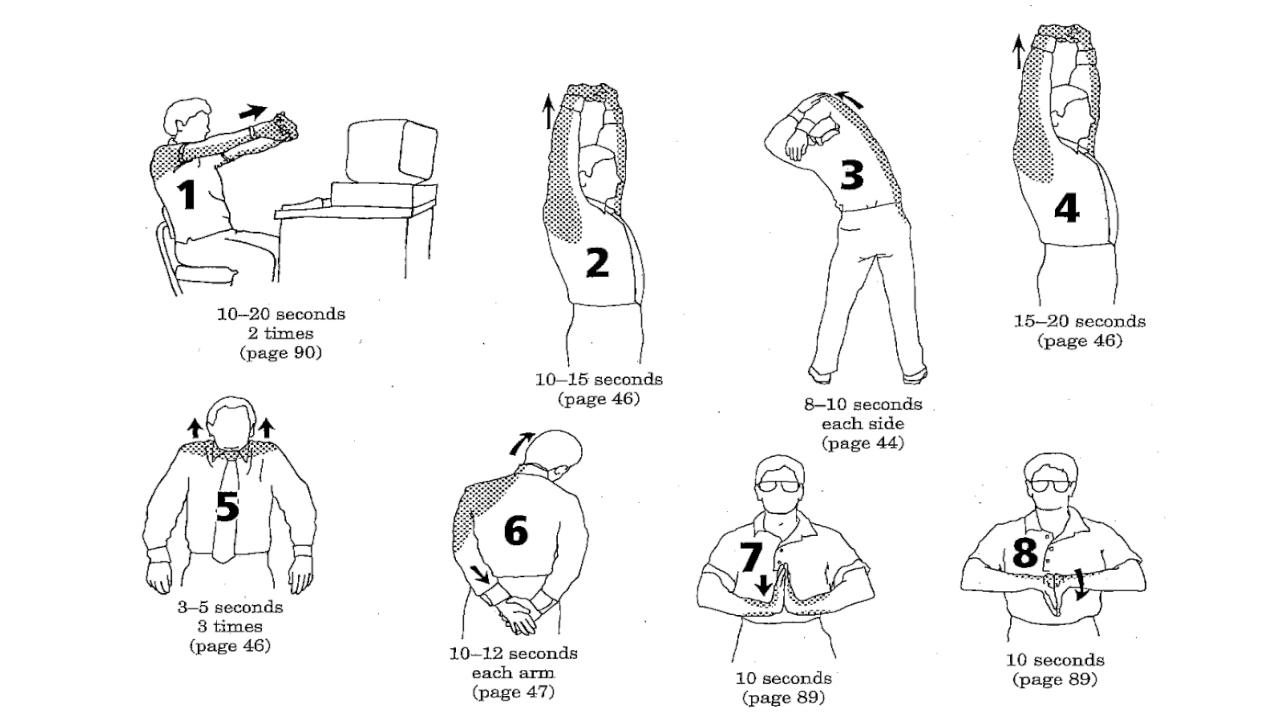 1
10–20 seconds
2 times
(page 90)
2
10–15 seconds
(page 46)
3
8–10 seconds
each side
(page 44)
4
15–20 seconds
(page 46)
5
3–5 seconds
3 times
(page 46)
6
10–12 seconds
each arm
(page 47)
7
10 seconds
(page 89)
8
10 seconds
(page 89)